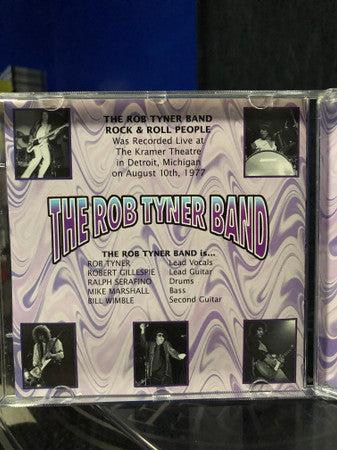 THE ROB TYNER BAND
ROCK & ROLL PEOPLE
Was Recorded Live at
The Kramer Theatre
in Detroit, Michigan
on August 10th, 1977
THE ROB TYNER BAND
THE ROB TYNER BAND is...
ROB TYNER Lead Vocals
ROBERT GILLESPIE Lead Guitar
RALPH SERAFINO Drums
MIKE MARSHALL Bass
BILL WIMBLE Second Guitar